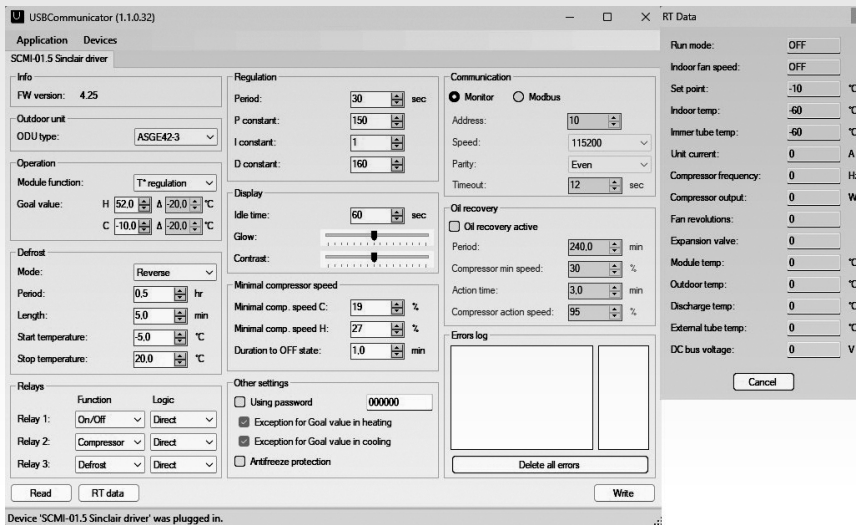 USBCommunicator (1.1.0.32)
Application Devices
SCMI-01.5 Sinclair driver
Info
FW version: 4.25
Outdoor unit
ODU type: ASGE42-3
Operation
Module function: T* regulation
Goal value: H 52,0 Δ -20,0 °C
C -10,0 Δ -20,0 °C
Defrost
Mode: Reverse
Period: 0,5 hr
Length: 5,0 min
Start temperature: -5,0 °C
Stop temperature: 20,0 °C
Relays
Function Logic
Relay 1: On/Off Direct
Relay 2: Compressor Direct
Relay 3: Defrost Direct
Read RT data
Regulation
Period: 30 sec
P constant: 150
I constant: 1
D constant: 160
Display
Idle time: 60 sec
Glow:
Contrast:
Minimal compressor speed
Minimal comp. speed C: 19 %
Minimal comp. speed H: 27 %
Duration to OFF state: 1,0 min
Other settings
Using password 000000
Exception for Goal value in heating
Exception for Goal value in cooling
Antifreeze protection
Communication
Monitor Modbus
Address: 10
Speed: 115200
Parity: Even
Timeout: 12 sec
Oil recovery
Oil recovery active
Period: 240,0 min
Compressor min speed: 30 %
Action time: 3,0 min
Compressor action speed: 95 %
Errors log
Delete all errors
Write
Device 'SCMI-01.5 Sinclair driver' was plugged in.
RT Data
Run mode: OFF
Indoor fan speed: OFF
Set point: -10 °C
Indoor temp: -60 °C
Immer tube temp: -60 °C
Unit current: 0 A
Compressor frequency: 0 Hz
Compressor output: 0 W
Fan revolutions: 0
Expansion valve: 0
Module temp: 0 °C
Outdoor temp: 0 °C
Discharge temp: 0 °C
External tube temp: 0 °C
DC bus voltage: 0 V
Cancel